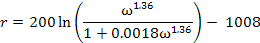 r = 200 ln ( ω^1.36 / (1 + 0.0018ω^1.36) ) − 1008